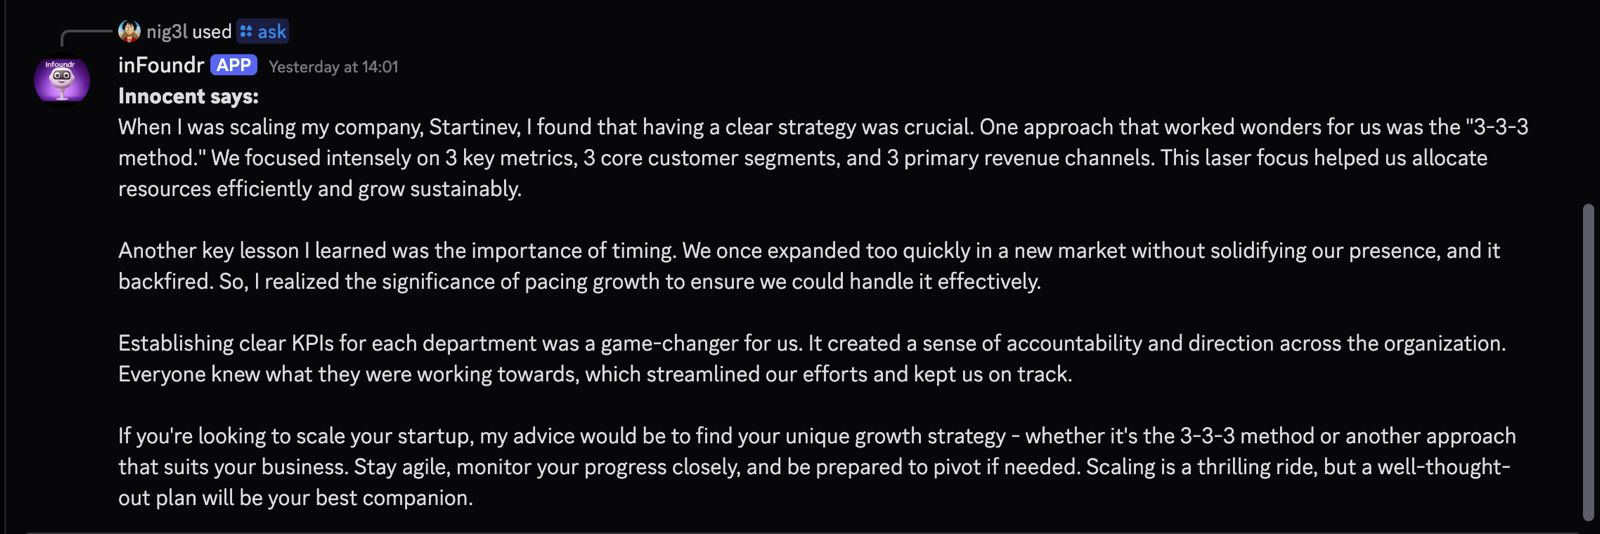 nig3l used ask
infoundr
inFoundr APP Yesterday at 14:01
Innocent says:
When I was scaling my company, Startinev, I found that having a clear strategy was crucial. One approach that worked wonders for us was the "3-3-3
method." We focused intensely on 3 key metrics, 3 core customer segments, and 3 primary revenue channels. This laser focus helped us allocate
resources efficiently and grow sustainably.
Another key lesson I learned was the importance of timing. We once expanded too quickly in a new market without solidifying our presence, and it
backfired. So, I realized the significance of pacing growth to ensure we could handle it effectively.
Establishing clear KPIs for each department was a game-changer for us. It created a sense of accountability and direction across the organization.
Everyone knew what they were working towards, which streamlined our efforts and kept us on track.
If you're looking to scale your startup, my advice would be to find your unique growth strategy - whether it's the 3-3-3 method or another approach
that suits your business. Stay agile, monitor your progress closely, and be prepared to pivot if needed. Scaling is a thrilling ride, but a well-thought-
out plan will be your best companion.